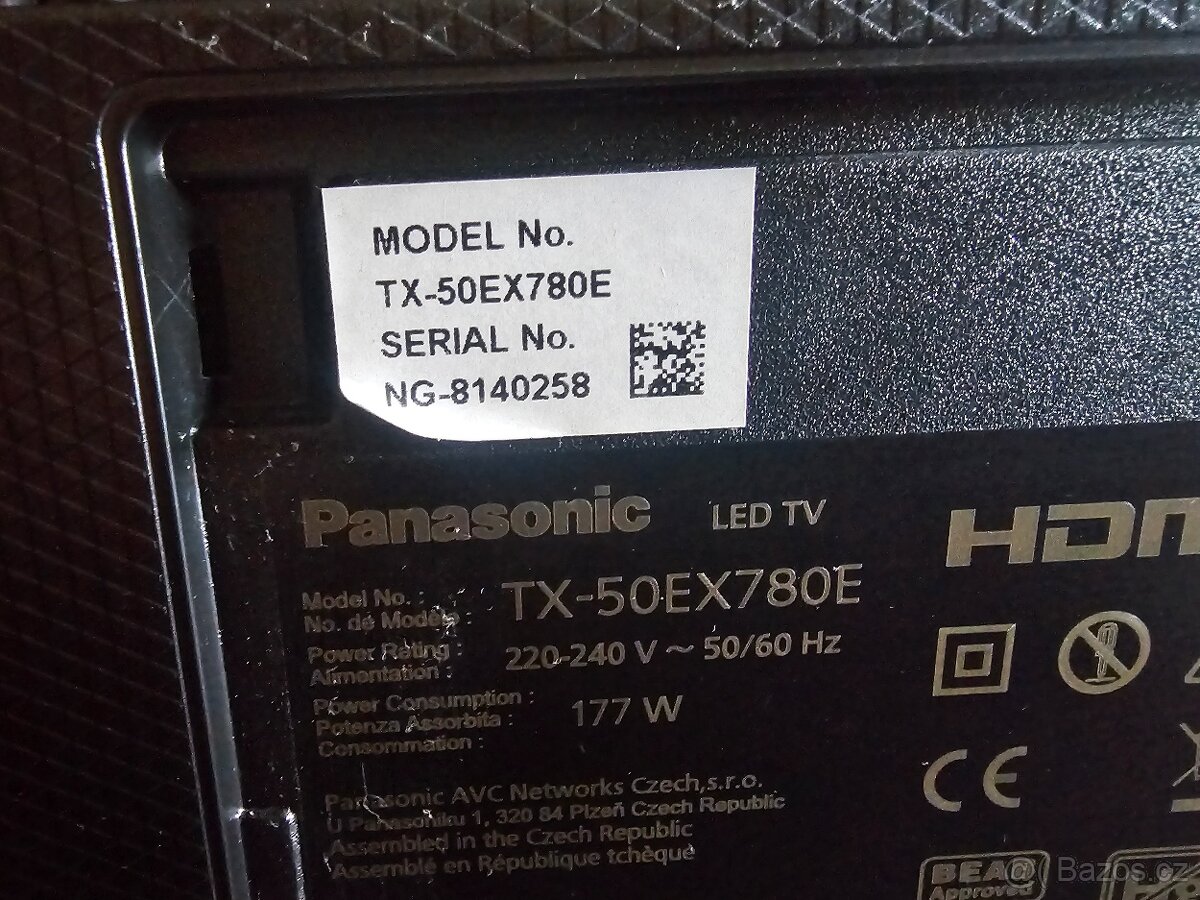 MODEL No.
TX-50EX780E
SERIAL No.
NG-8140258
Panasonic LED TV
HDM
Model No. :
No. de Modèle :
TX-50EX780E
Power Rating :
Alimentation :
220-240 V ~ 50/60 Hz
Power Consumption :
Potenza Assorbita :
Consommation :
177 W
Panasonic AVC Networks Czech,s.r.o.
U Panasoniku 1, 320 84 Plzeň Czech Republic
Assembled in the Czech Republic
Assemblé en République tchèque
CE
BEAB
Approved
@ Bazos.cz